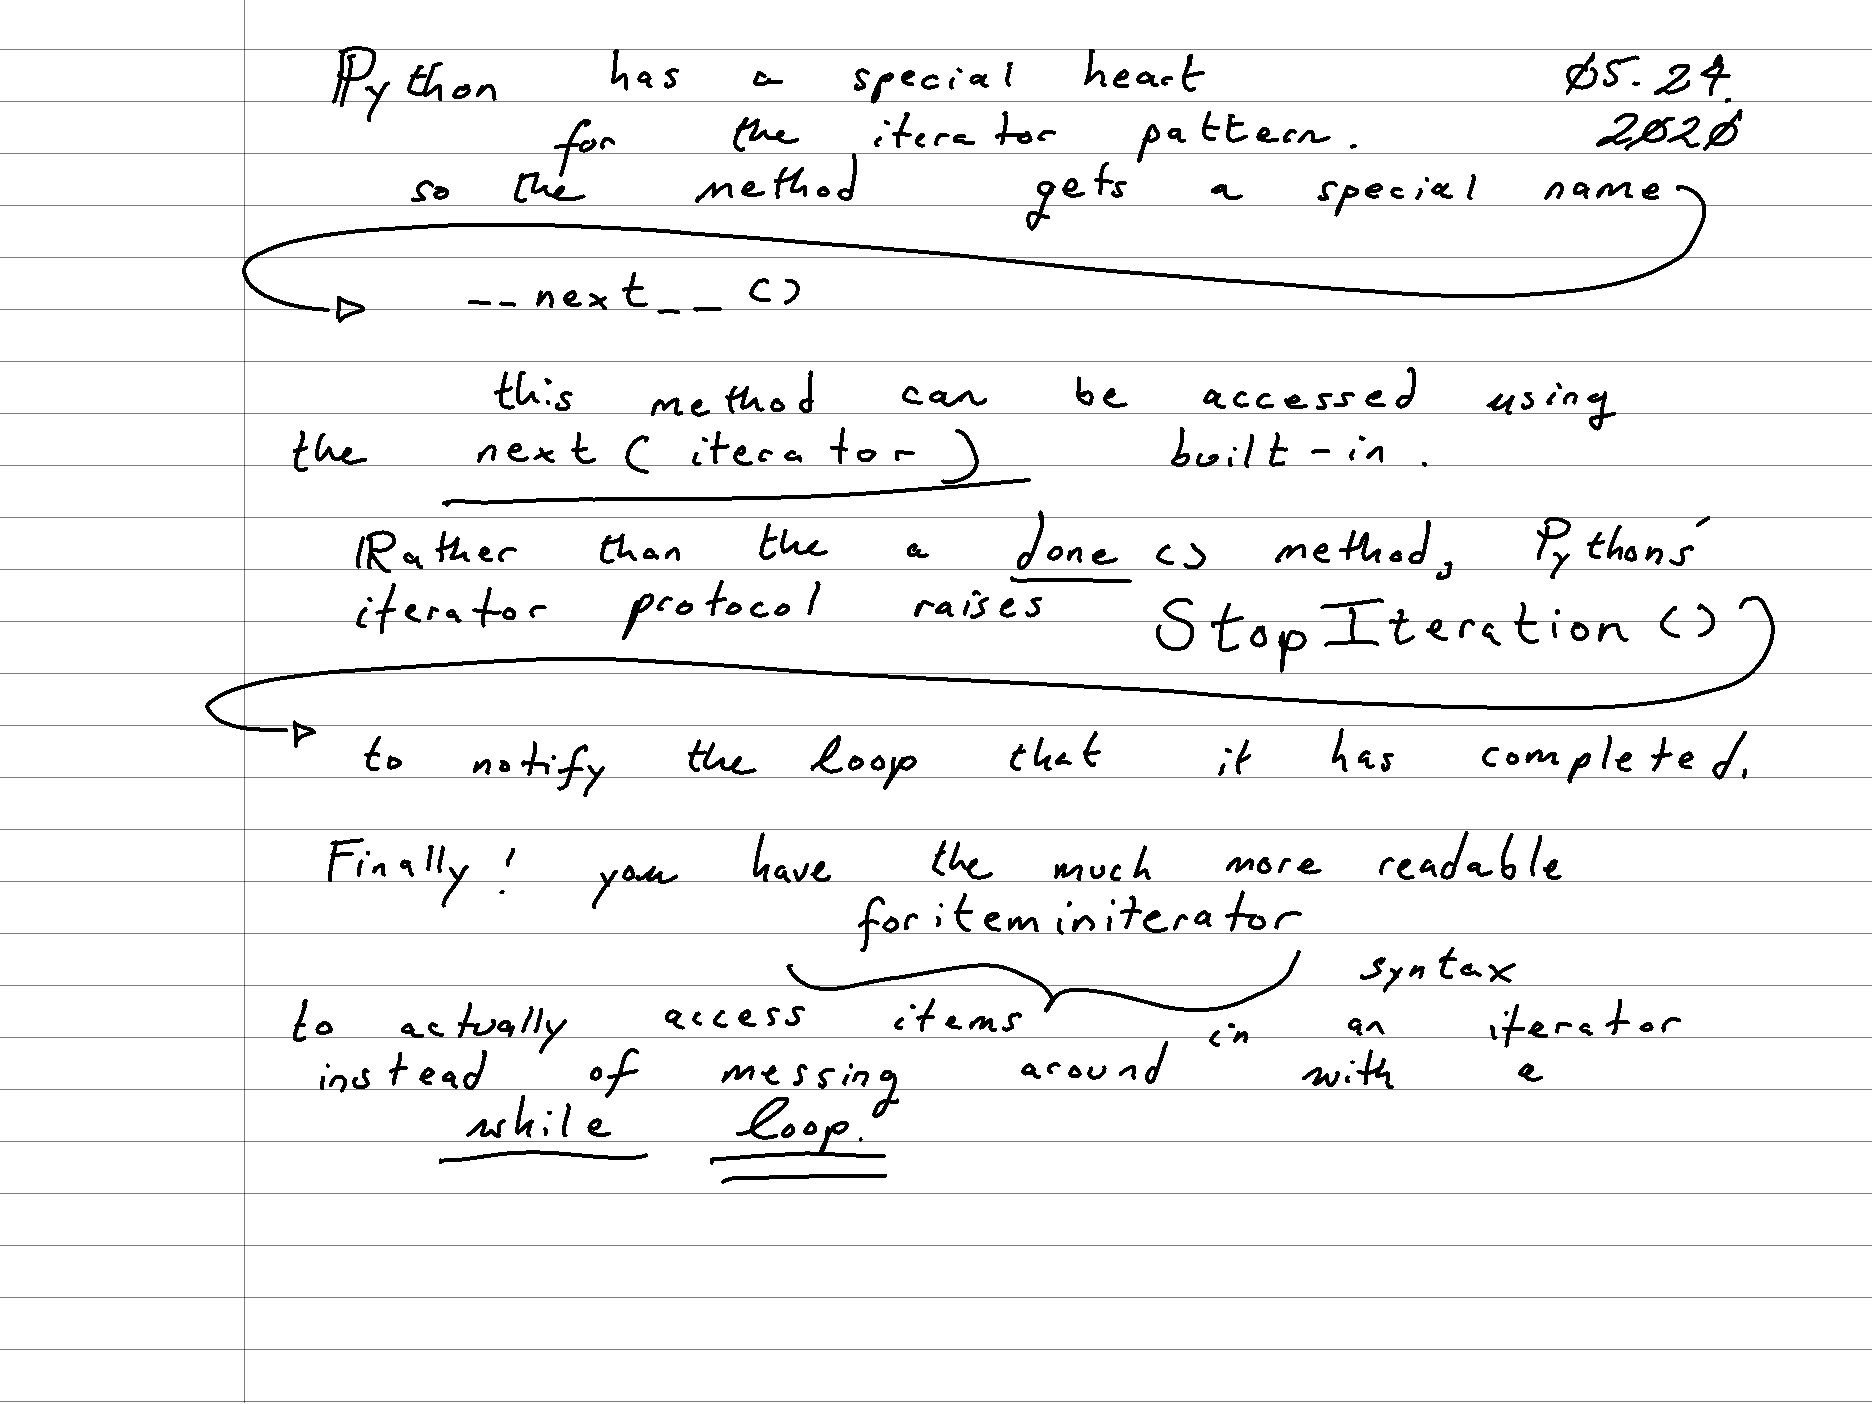 Python has a special heart 05.24.
for the iterator pattern. 2020
so the method gets a special name
__next__ ()
this method can be accessed using
the next(iterator) built-in.
Rather than the a done () method, Pythons'
iterator protocol raises StopIteration ()
to notify the loop that it has completed.
Finally! you have the much more readable
foriteminiterator
syntax
to actually access items in an iterator
instead of messing around with a
while loop.